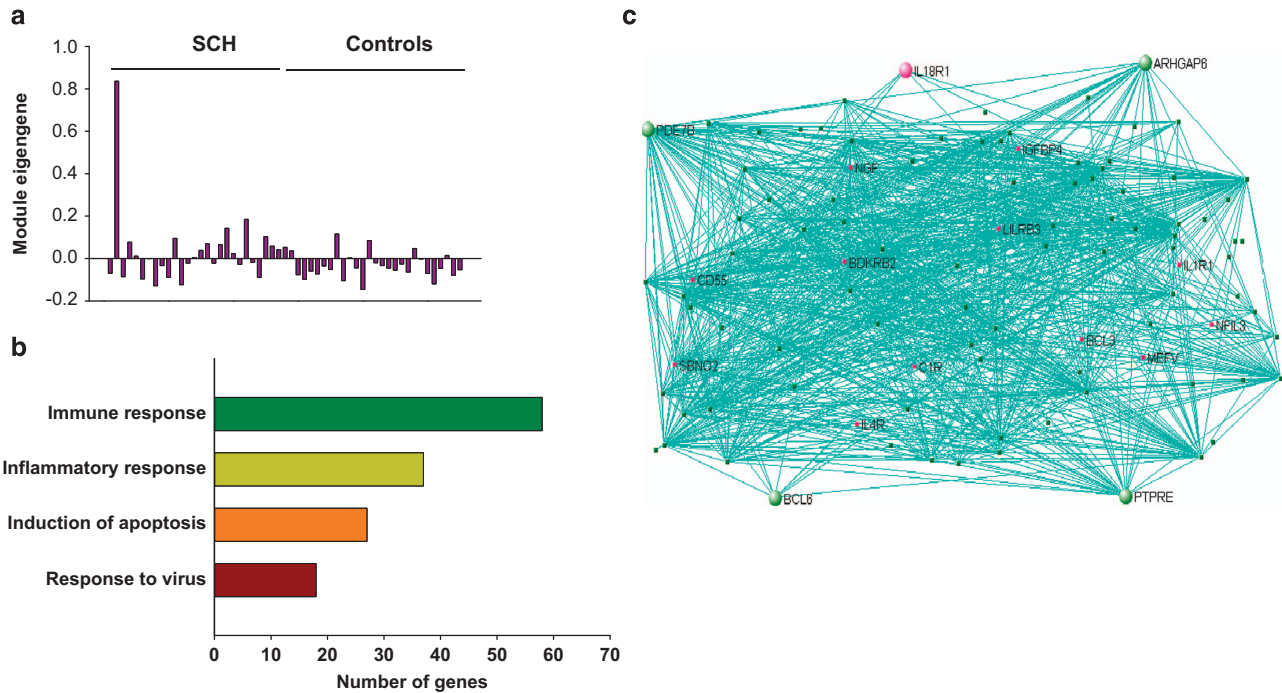 a
SCH
Controls
1.0
0.8
0.6
0.4
0.2
0.0
-0.2
Module eigengene
b
Immune response
Inflammatory response
Induction of apoptosis
Response to virus
0 10 20 30 40 50 60 70
Number of genes
c
IL18R1
ARHGAP6
PDE7B
IGFBP4
NGF
LILRB3
BDKRB2
IL1R1
CD55
NFIL3
BCL3
MEFV
SBNO2
C1R
IL4R
BCL6
PTPRE